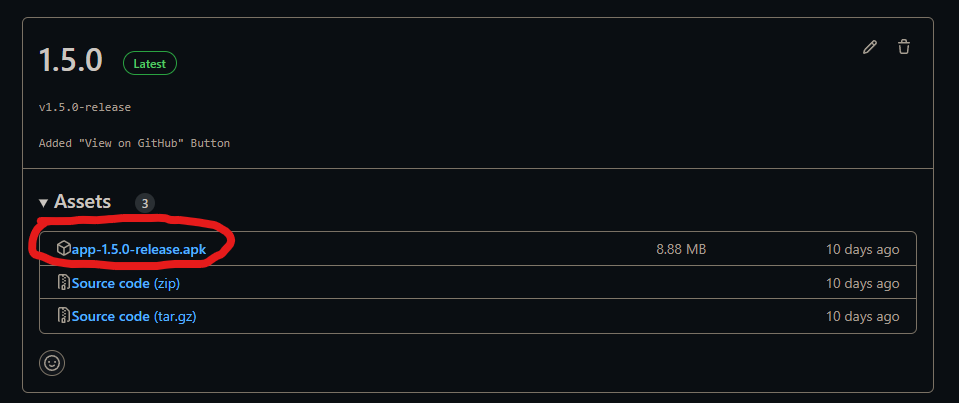 1.5.0 Latest
v1.5.0-release
Added "View on GitHub" Button
Assets 3
app-1.5.0-release.apk 8.88 MB 10 days ago
Source code (zip) 10 days ago
Source code (tar.gz) 10 days ago